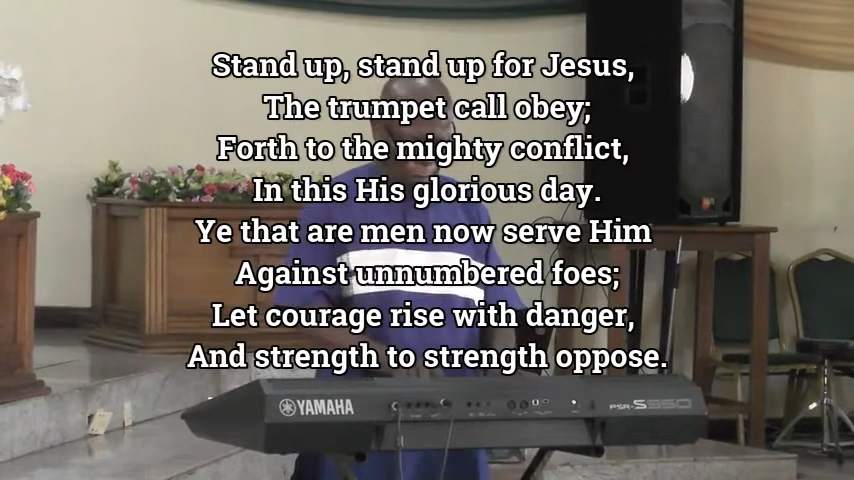 Stand up, stand up for Jesus,
The trumpet call obey;
Forth to the mighty conflict,
In this His glorious day.
Ye that are men now serve Him
Against unnumbered foes;
Let courage rise with danger,
And strength to strength oppose.
YAMAHA PSR-S550